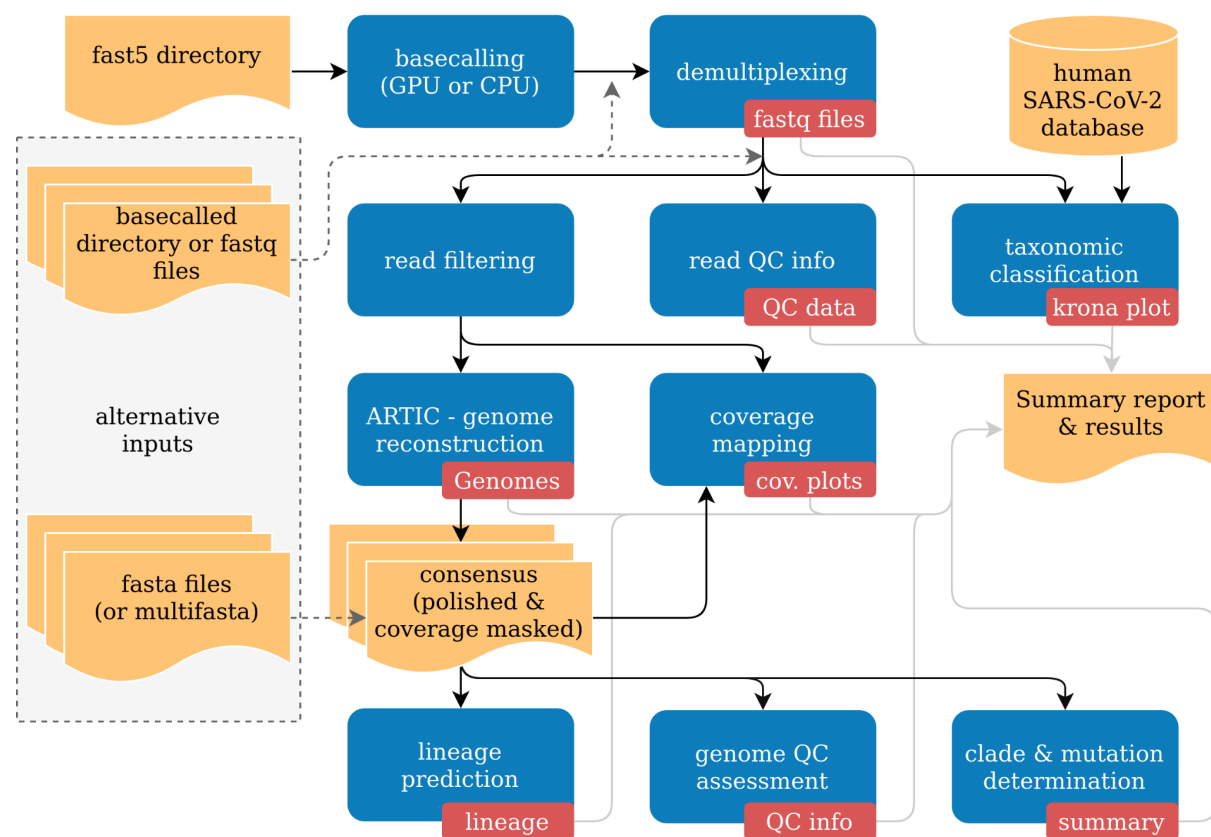 fast5 directory
basecalling
(GPU or CPU)
demultiplexing
fastq files
human
SARS-CoV-2
database
basecalled
directory or fastq
files
read filtering
read QC info
QC data
taxonomic
classification
krona plot
alternative
inputs
ARTIC - genome
reconstruction
Genomes
coverage
mapping
cov. plots
Summary report
& results
fasta files
(or multifasta)
consensus
(polished &
coverage masked)
lineage
prediction
lineage
genome QC
assessment
QC info
clade & mutation
determination
summary